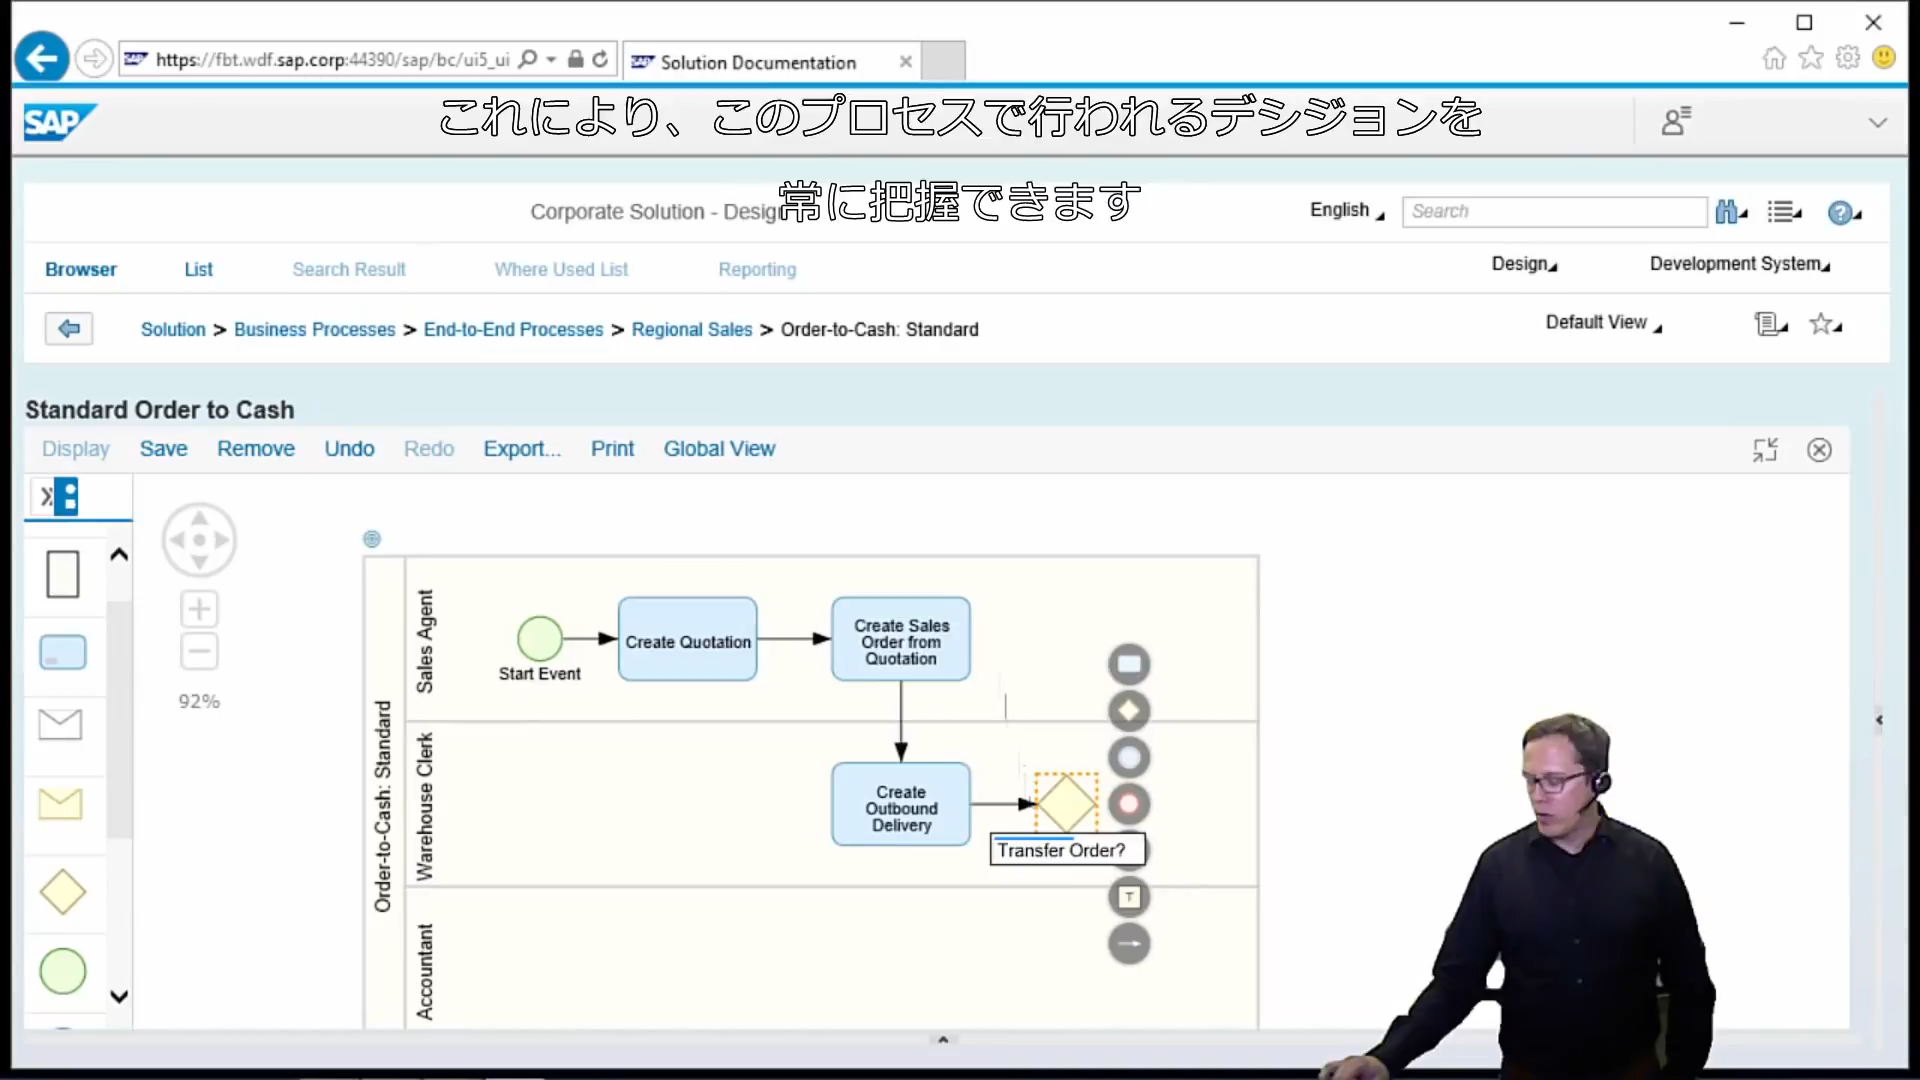 https://fbt.wdf.sap.corp:44390/sap/bc/ui5_ui
SAP Solution Documentation
SAP
これにより、このプロセスで行われるデシジョンを
常に把握できます
Corporate Solution - Design
English
Search
Browser
List
Search Result
Where Used List
Reporting
Design
Development System
Solution > Business Processes > End-to-End Processes > Regional Sales > Order-to-Cash: Standard
Default View
Standard Order to Cash
Display
Save
Remove
Undo
Redo
Export...
Print
Global View
92%
Order-to-Cash: Standard
Sales Agent
Start Event
Create Quotation
Create Sales
Order from
Quotation
Warehouse Clerk
Create
Outbound
Delivery
Transfer Order?
T
Accountant